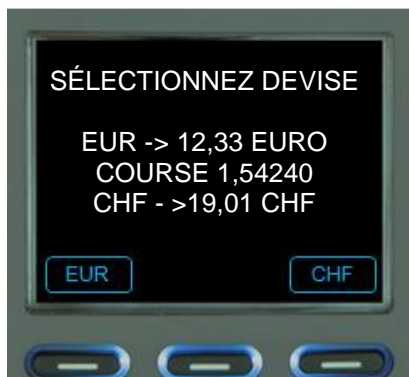 SÉLECTIONNEZ DEVISE
EUR -> 12,33 EURO
COURSE 1,54240
CHF - >19,01 CHF
EUR
CHF